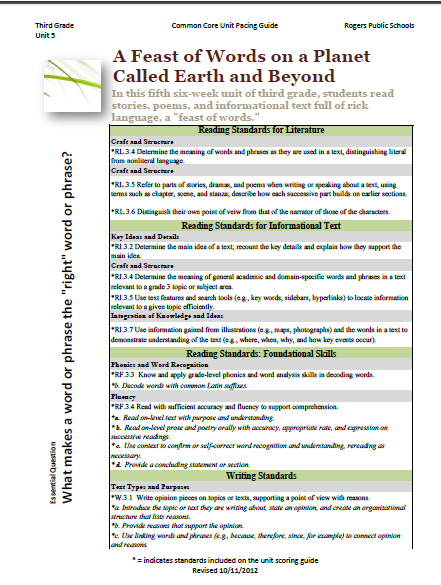 Third Grade Common Core Unit Pacing Guide Rogers Public Schools
Unit 5
A Feast of Words on a Planet
Called Earth and Beyond
In this fifth six-week unit of third grade, students read
stories, poems, and informational text full of rick
language, a "feast of words."
Essential Question
What makes a word or phrase the "right" word or phrase?
Reading Standards for Literature
Craft and Structure
*RL.3.4 Determine the meaning of words and phrases as they are used in a text, distinguishing literal
from nonliteral language.
Craft and Structure
*RL.3.5 Refer to parts of stories, dramas, and poems when writing or speaking about a text, using
terms such as chapter, scene, and stanza; describe how each successive part builds on earlier sections.
*RL.3.6 Distinguish their own point of veiw from that of the narrator of those of the characters.
Reading Standards for Informational Text
Key Ideas and Details
*RI.3.2 Determine the main idea of a text; recount the key details and explain how they support the
main idea.
Craft and Structure
*RI.3.4 Determine the meaning of general academic and domain-specific words and phrases in a text
relevant to a grade 3 topic or subject area.
*RI.3.5 Use text features and search tools (e.g., key words, sidebars, hyperlinks) to locate information
relevant to a given topic efficiently.
Integration of Knowledge and Ideas
*RI.3.7 Use information gained from illustrations (e.g., maps, photographs) and the words in a text to
demonstrate understanding of the text (e.g., where, when, why, and how key events occur).
Reading Standards: Foundational Skills
Phonics and Word Recognition
*RF.3.3 Know and apply grade-level phonics and word analysis skills in decoding words.
*b. Decode words with common Latin suffixes.
Fluency
*RF.3.4 Read with sufficient accuracy and fluency to support comprehension.
*a. Read on-level text with purpose and understanding.
*b. Read on-level prose and poetry orally with accuracy, appropriate rate, and expression on
successive readings.
*c. Use context to confirm or self-correct word recognition and understanding, rereading as
necessary.
*d. Provide a concluding statement or section.
Writing Standards
Text Types and Purposes
*W.3.1 Write opinion pieces on topics or texts, supporting a point of view with reasons.
*a. Introduce the topic or text they are writing about, state an opinion, and create an organizational
structure that lists reasons.
*b. Provide reasons that support the opinion.
*c. Use linking words and phrases (e.g., because, therefore, since, for example) to connect opinion
and reasons.
* = indicates standards included on the unit scoring guide
Revised 10/11/2012